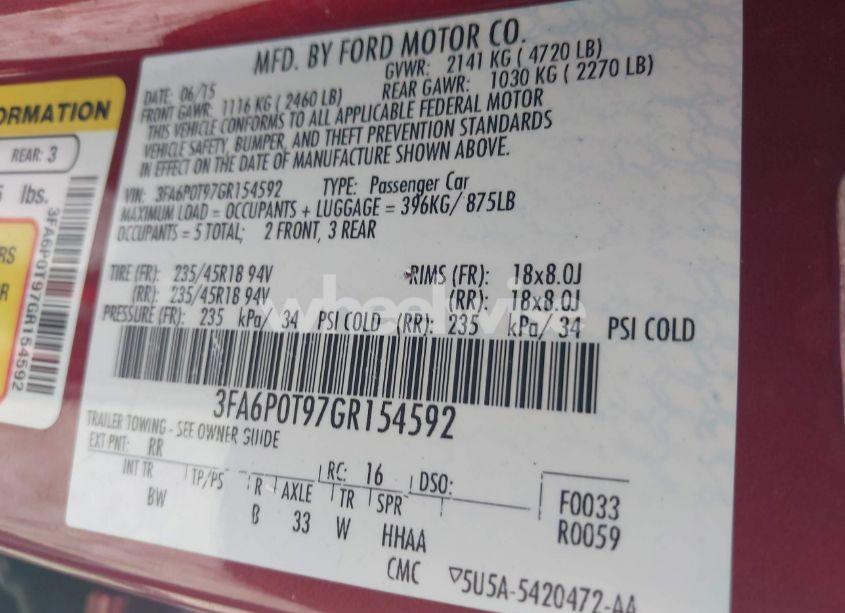 ORMATION
REAR: 3
lbs.
3FA6P0T97GR154592
RS
R
MFD. BY FORD MOTOR CO.
DATE: 06/15 GVWR: 2141 KG ( 4720 LB)
FRONT GAWR: 1116 KG ( 2460 LB) REAR GAWR: 1030 KG ( 2270 LB)
THIS VEHICLE CONFORMS TO ALL APPLICABLE FEDERAL MOTOR
VEHICLE SAFETY, BUMPER, AND THEFT PREVENTION STANDARDS
IN EFFECT ON THE DATE OF MANUFACTURE SHOWN ABOVE.
VIN: 3FA6P0T97GR154592 TYPE: Passenger Car
MAXIMUM LOAD = OCCUPANTS + LUGGAGE = 396KG/ 875LB
OCCUPANTS = 5 TOTAL; 2 FRONT, 3 REAR
TIRE (FR): 235/45R18 94V RIMS (FR): 18x8.0J
(RR): 235/45R18 94V (RR): 18x8.0J
PRESSURE (FR): 235 kPa/ 34 PSI COLD (RR): 235 kPa/ 34 PSI COLD
wheelwise
3FA6P0T97GR154592
TRAILER TOWING - SEE OWNER GUIDE
EXT PNT: RR RC: 16 DSO: F0033
INT TR TP/PS R AXLE TR SPR R0059
BW B 33 W HHAA
CMC 5U5A-5420472-AA